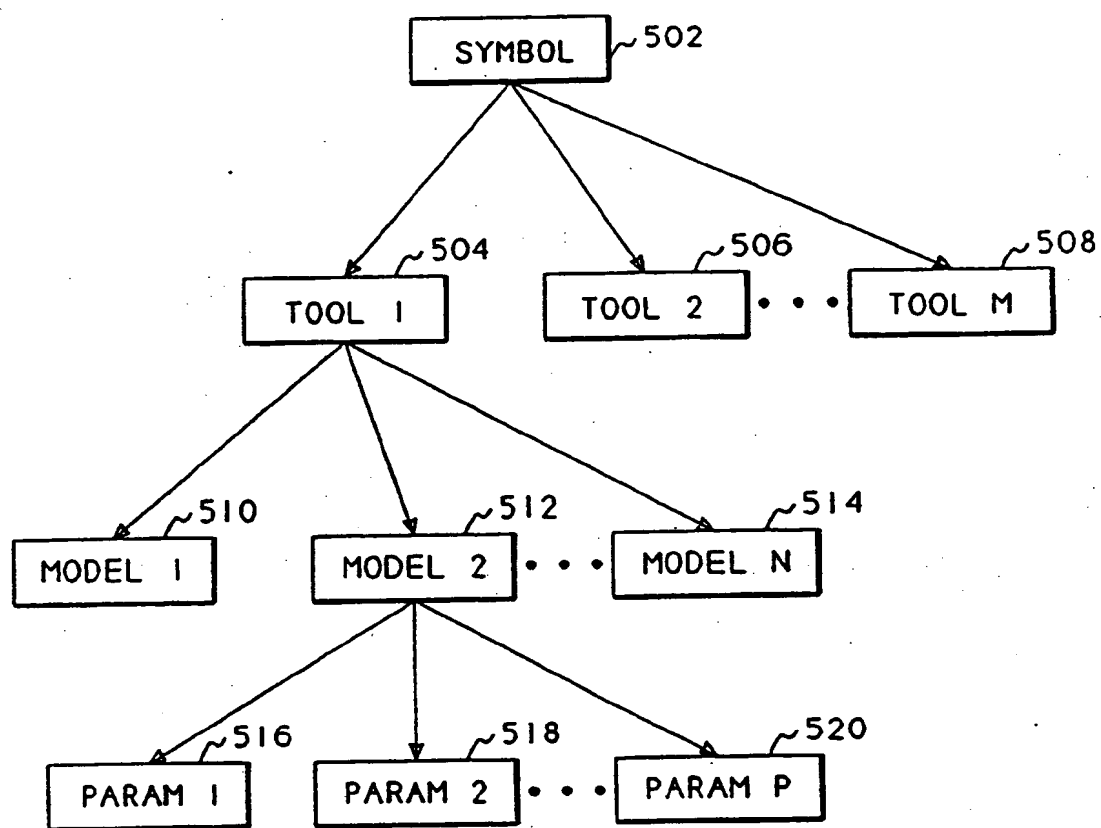 SYMBOL 502
504 506 508
TOOL 1 TOOL 2 • • • TOOL M
510 512 514
MODEL 1 MODEL 2 • • • MODEL N
516 518 520
PARAM 1 PARAM 2 • • • PARAM P